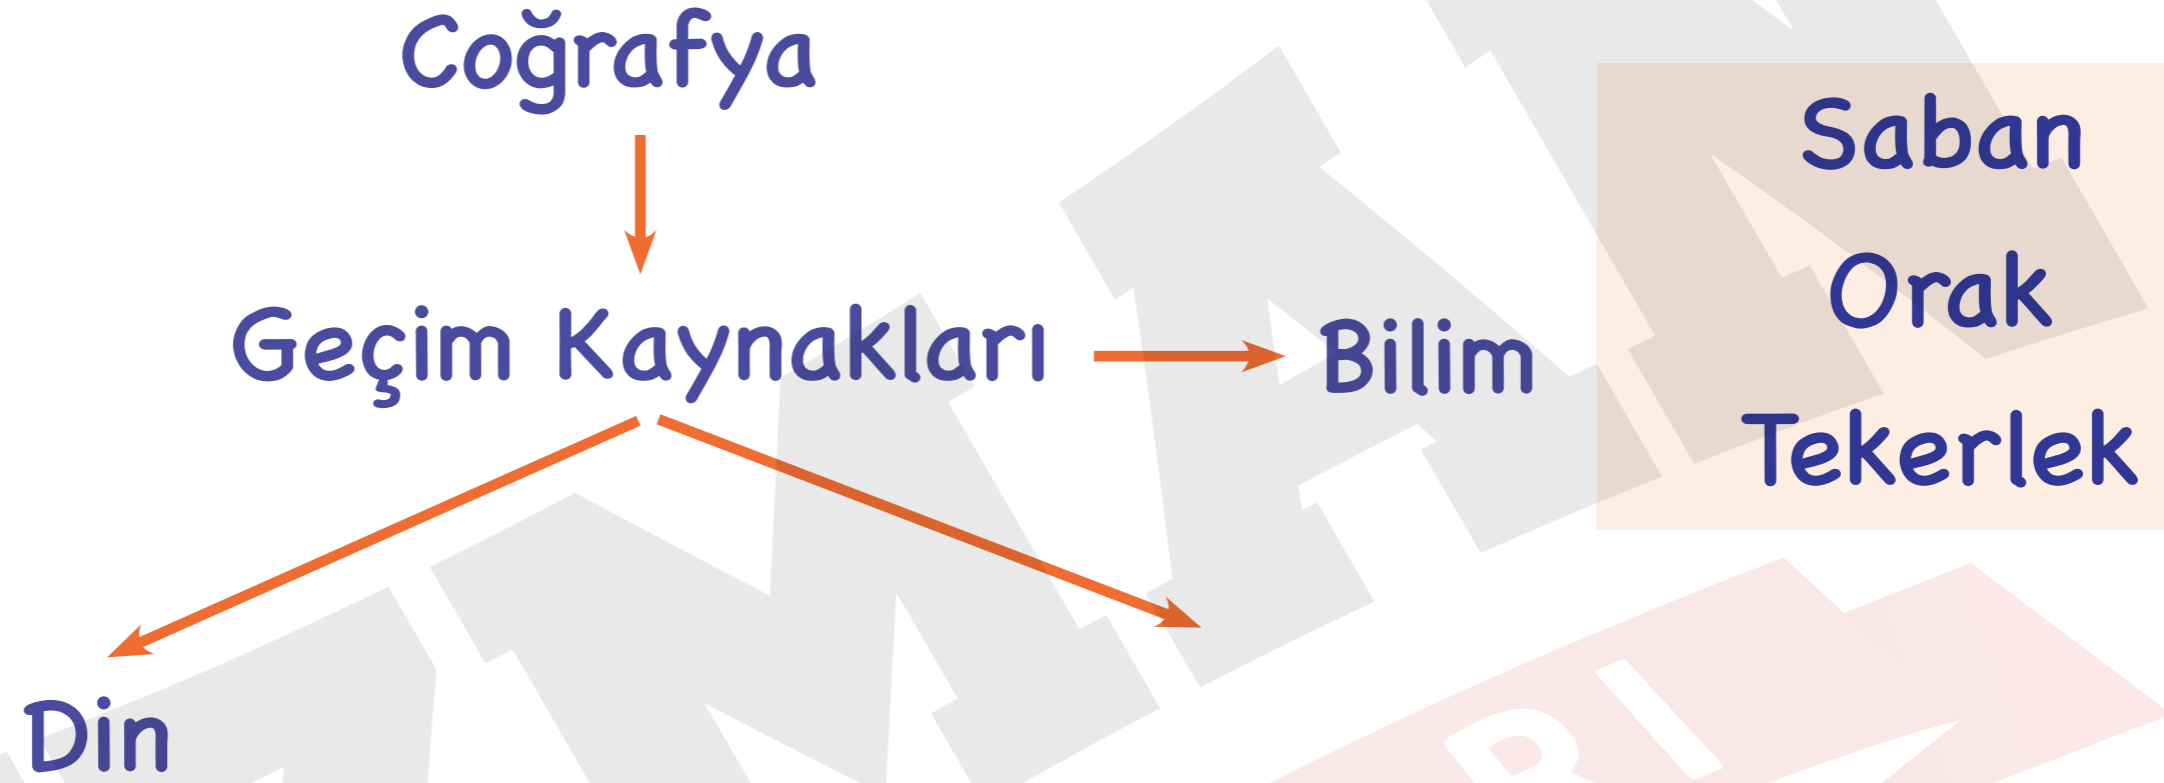 Coğrafya
Geçim Kaynakları
Bilim
Din
Saban
Orak
Tekerlek